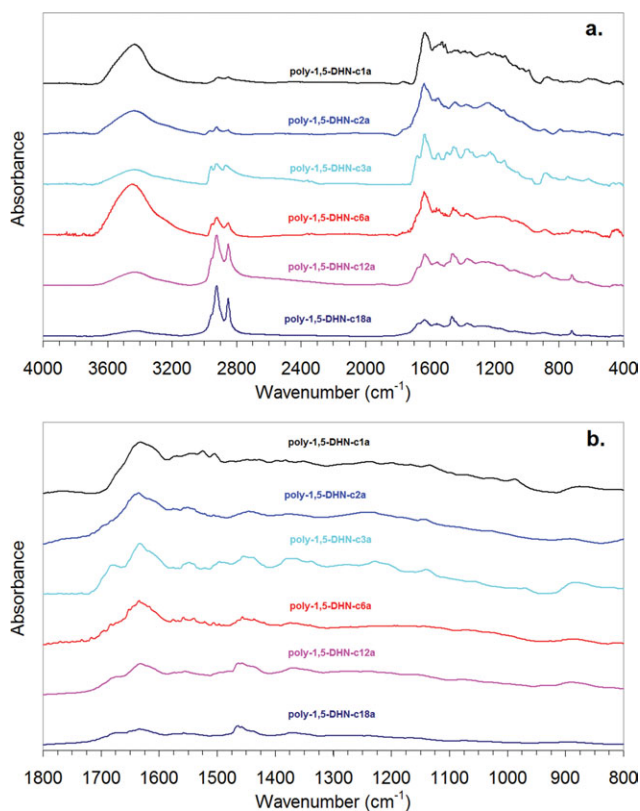 a.
poly-1,5-DHN-c1a
poly-1,5-DHN-c2a
poly-1,5-DHN-c3a
poly-1,5-DHN-c6a
poly-1,5-DHN-c12a
poly-1,5-DHN-c18a
Absorbance
4000 3600 3200 2800 2400 2000 1600 1200 800 400
Wavenumber (cm⁻¹)
b.
poly-1,5-DHN-c1a
poly-1,5-DHN-c2a
poly-1,5-DHN-c3a
poly-1,5-DHN-c6a
poly-1,5-DHN-c12a
poly-1,5-DHN-c18a
Absorbance
1800 1700 1600 1500 1400 1300 1200 1100 1000 900 800
Wavenumber (cm⁻¹)